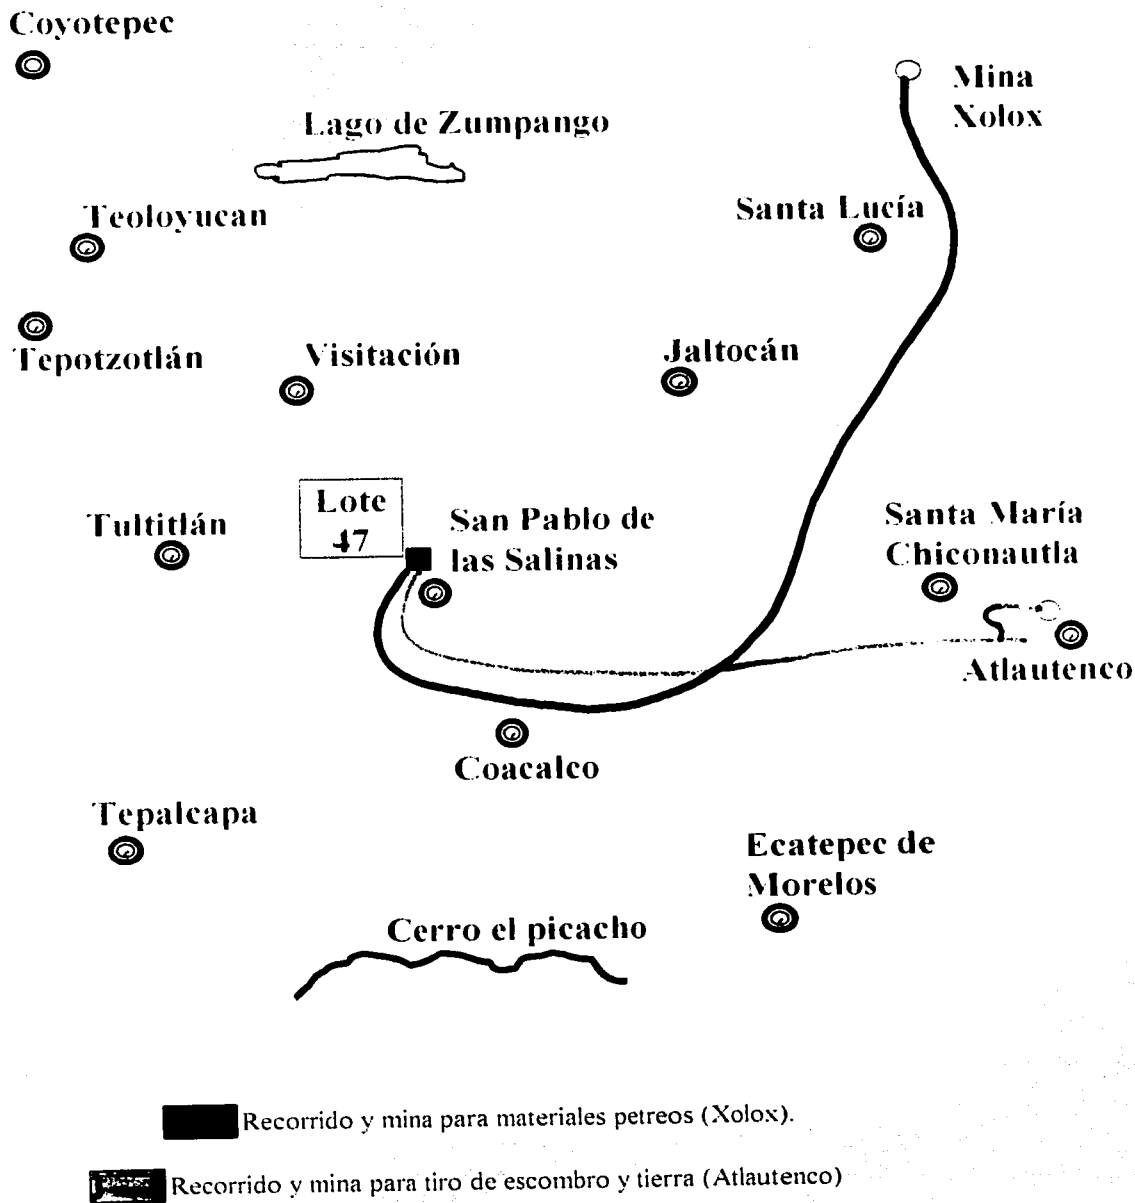 Coyotepec
Mina
Xolox
Lago de Zumpango
Teoloyucan
Santa Lucía
Tepotzotlán
Visitación
Jaltocán
Lote
47
Tultitlán
San Pablo de
las Salinas
Santa María
Chiconautla
Atlautenco
Coacalco
Tepalcapa
Ecatepec de
Morelos
Cerro el picacho
Recorrido y mina para materiales petreos (Xolox).
Recorrido y mina para tiro de escombro y tierra (Atlautenco)